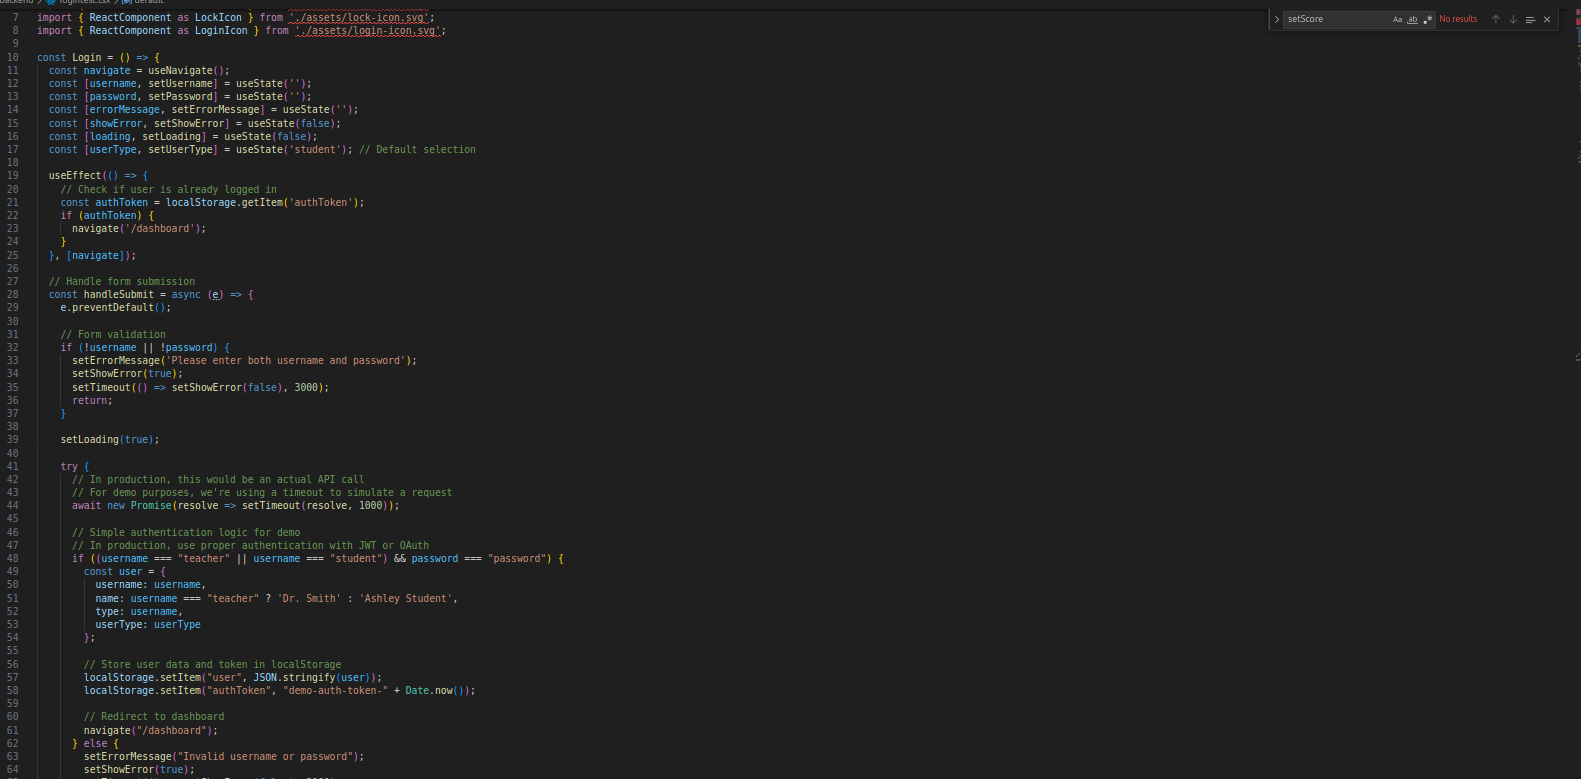 backend > logintest.tsx > default
7 import { ReactComponent as LockIcon } from './assets/lock-icon.svg';
8 import { ReactComponent as LoginIcon } from './assets/login-icon.svg';
9
10 const Login = () => {
11 const navigate = useNavigate();
12 const [username, setUsername] = useState('');
13 const [password, setPassword] = useState('');
14 const [errorMessage, setErrorMessage] = useState('');
15 const [showError, setShowError] = useState(false);
16 const [loading, setLoading] = useState(false);
17 const [userType, setUserType] = useState('student'); // Default selection
18
19 useEffect(() => {
20 // Check if user is already logged in
21 const authToken = localStorage.getItem('authToken');
22 if (authToken) {
23 navigate('/dashboard');
24 }
25 }, [navigate]);
26
27 // Handle form submission
28 const handleSubmit = async (e) => {
29 e.preventDefault();
30
31 // Form validation
32 if (!username || !password) {
33 setErrorMessage('Please enter both username and password');
34 setShowError(true);
35 setTimeout(() => setShowError(false), 3000);
36 return;
37 }
38
39 setLoading(true);
40
41 try {
42 // In production, this would be an actual API call
43 // For demo purposes, we're using a timeout to simulate a request
44 await new Promise(resolve => setTimeout(resolve, 1000));
45
46 // Simple authentication logic for demo
47 // In production, use proper authentication with JWT or OAuth
48 if ((username === "teacher" || username === "student") && password === "password") {
49 const user = {
50 username: username,
51 name: username === "teacher" ? 'Dr. Smith' : 'Ashley Student',
52 type: username,
53 userType: userType
54 };
55
56 // Store user data and token in localStorage
57 localStorage.setItem("user", JSON.stringify(user));
58 localStorage.setItem("authToken", "demo-auth-token-" + Date.now());
59
60 // Redirect to dashboard
61 navigate("/dashboard");
62 } else {
63 setErrorMessage("Invalid username or password");
64 setShowError(true);
setScore Aa ab .* No results